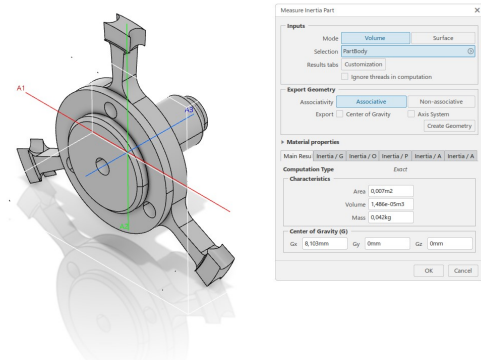 A1
A3
Measure Inertia Part
Inputs
Mode Volume Surface
Selection PartBody
Results tabs Customization
Ignore threads in computation
Export Geometry
Associativity Associative Non-associative
Export Center of Gravity Axis System
Create Geometry
Material properties
Main Resu Inertia / G Inertia / O Inertia / P Inertia / A Inertia / A
Computation Type Exact
Characteristics
Area 0,007m2
Volume 1,486e-05m3
Mass 0,042kg
Center of Gravity (G)
Gx 8,103mm Gy 0mm Gz 0mm
OK Cancel